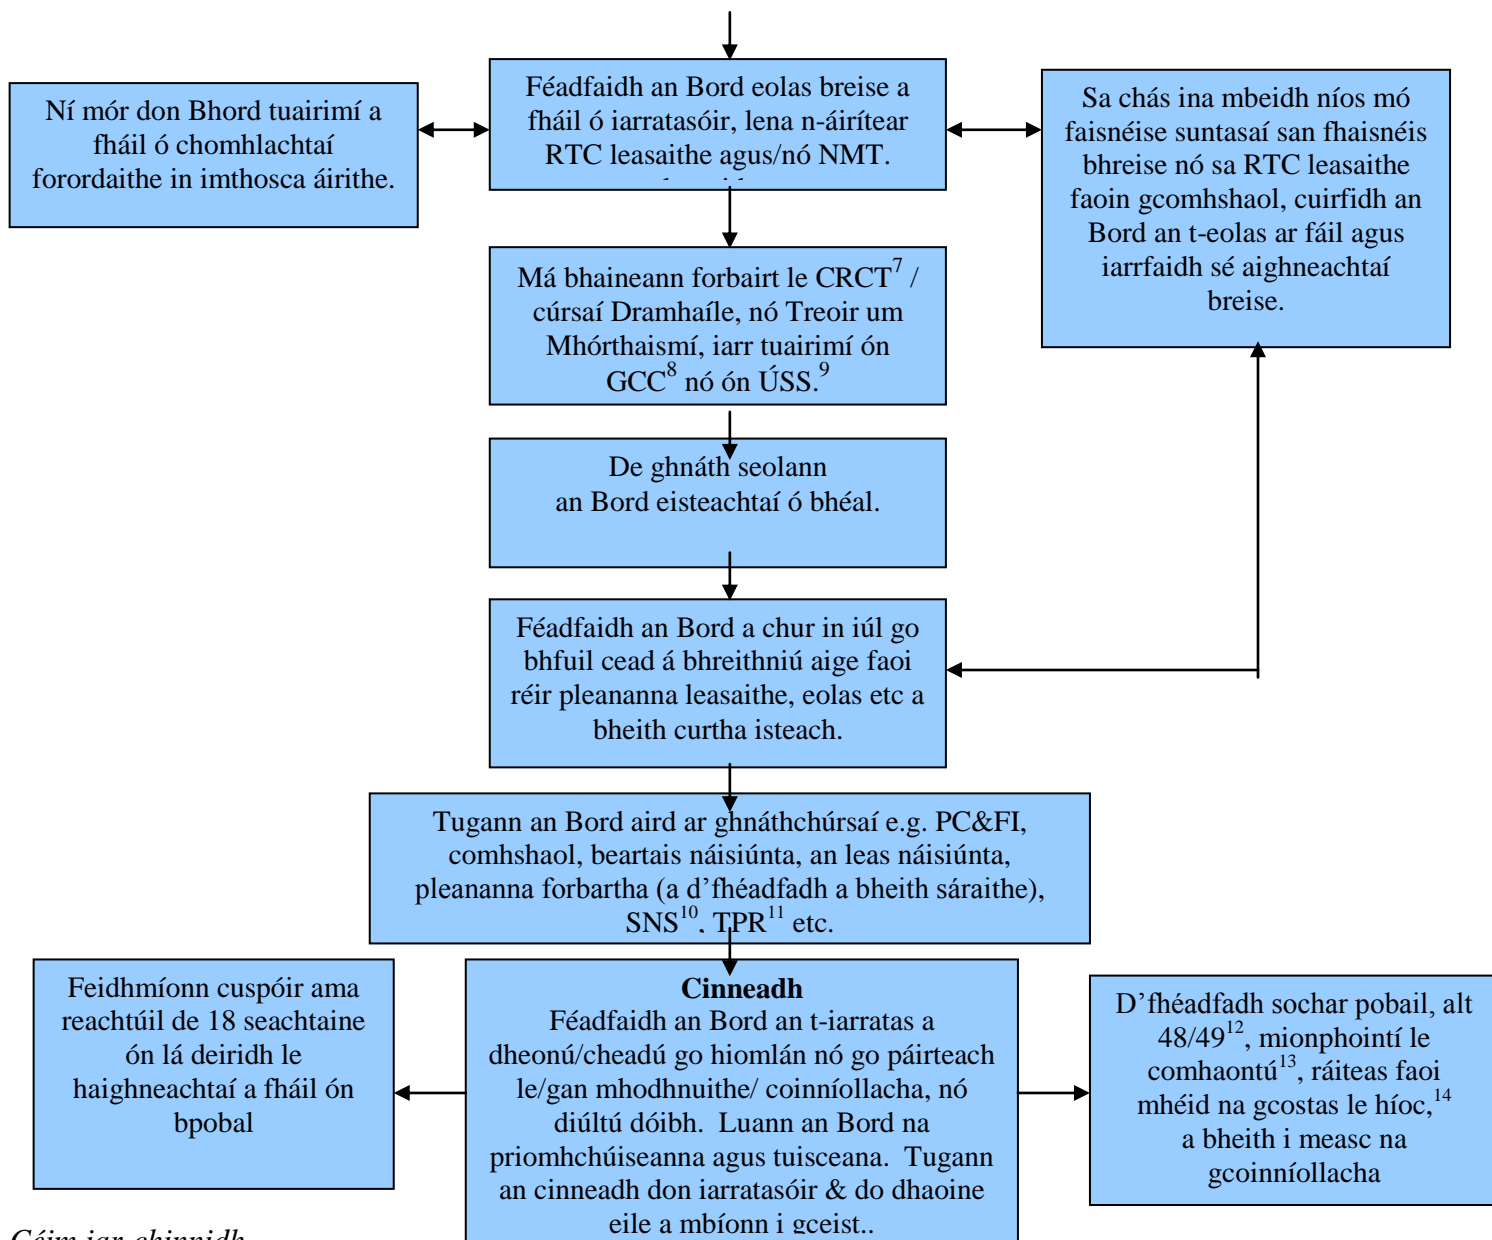 Féadfaidh an Bord eolas breise a
fháil ó iarratasóir, lena n-áirítear
RTC leasaithe agus/nó NMT.
Ní mór don Bhord tuairimí a
fháil ó chomhlachtaí
forordaithe in imthosca áirithe.
Sa chás ina mbeidh níos mó
faisnéise suntasaí san fhaisnéis
bhreise nó sa RTC leasaithe
faoin gcomhshaol, cuirfidh an
Bord an t-eolas ar fáil agus
iarrfaidh sé aighneachtaí
breise.
Má bhaineann forbairt le CRCT⁷ /
cúrsaí Dramhaíle, nó Treoir um
Mhórthaismí, iarr tuairimí ón
GCC⁸ nó ón ÚSS.⁹
De ghnáth seolann
an Bord eisteachtaí ó bhéal.
Féadfaidh an Bord a chur in iúl go
bhfuil cead á bhreithniú aige faoi
réir pleananna leasaithe, eolas etc a
bheith curtha isteach.
Tugann an Bord aird ar ghnáthchúrsaí e.g. PC&FI,
comhshaol, beartais náisiúnta, an leas náisiúnta,
pleananna forbartha (a d’fhéadfadh a bheith sáraithe),
SNS¹⁰, TPR¹¹ etc.
Feidhmíonn cuspóir ama
reachtúil de 18 seachtaine
ón lá deiridh le
haighneachtaí a fháil ón
bpobal
Cinneadh
Féadfaidh an Bord an t-iarratas a
dheonú/cheadú go hiomlán nó go páirteach
le/gan mhodhnuithe/ coinníollacha, nó
diúltú dóibh. Luann an Bord na
priomhchúiseanna agus tuisceana. Tugann
an cinneadh don iarratasóir & do dhaoine
eile a mbíonn i gceist..
D’fhéadfadh sochar pobail, alt
48/49¹², mionphointí le
comhaontú¹³, ráiteas faoi
mhéid na gcostas le híoc,¹⁴
a bheith i measc na
gcoinníollacha
Céim iar-chinnidh